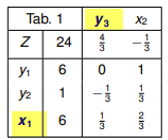 Tab. 1 y₃ x₂
Z 24 4/3 -1/3
y₁ 6 0 1
y₂ 1 -1/3 1/3
x₁ 6 1/3 2/3